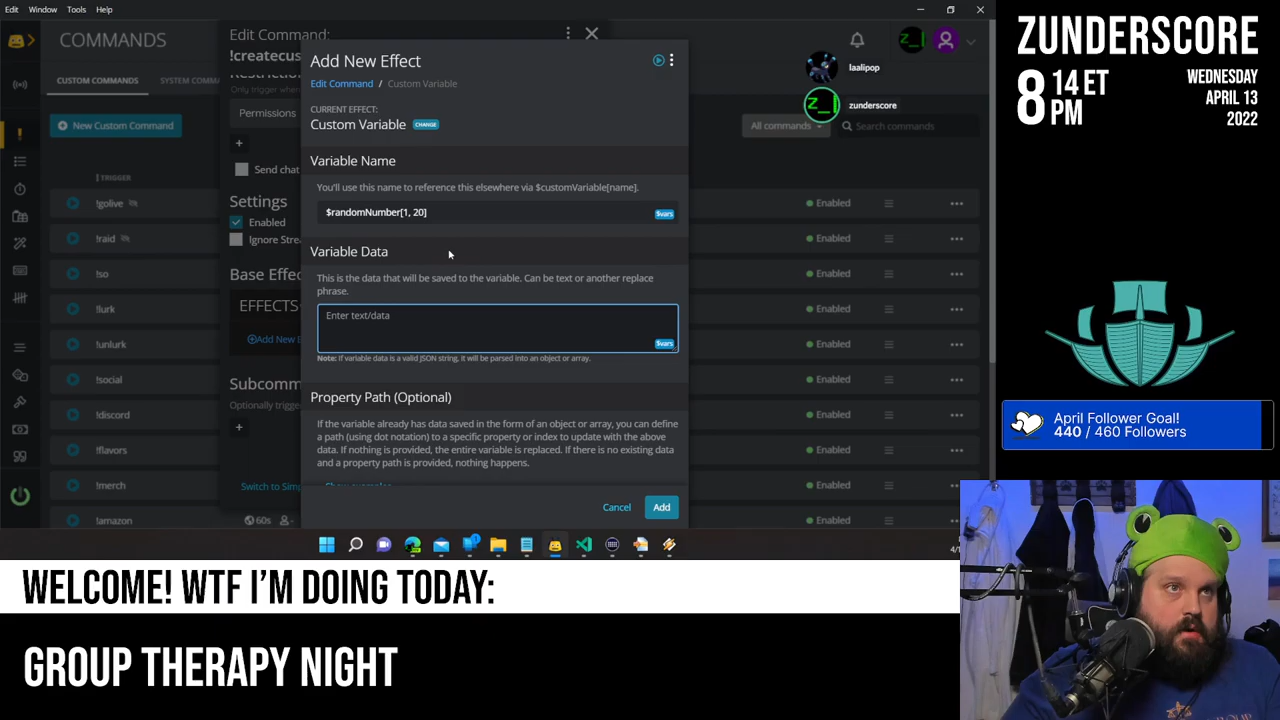 Edit Window Tools Help
COMMANDS
CUSTOM COMMANDS
SYSTEM COMM
New Custom Command
All commands
Search commands
TRIGGER
!golive
!raid
!so
!lurk
!unlurk
!social
!discord
!flavors
!merch
!amazon
60s
Enabled
Enabled
Enabled
Enabled
Enabled
Enabled
Enabled
Enabled
Enabled
Enabled
Edit Command:
!createcus
Restrictio
Only trigger when
Permissions
Send chat
Settings
Enabled
Ignore Strea
Base Effec
EFFECTS
Add New E
Subcomm
Optionally trigge
Switch to Simp
Add New Effect
Edit Command / Custom Variable
CURRENT EFFECT:
Custom Variable CHANGE
Variable Name
You'll use this name to reference this elsewhere via $customVariable[name].
$randomNumber[1, 20]
$vars
Variable Data
This is the data that will be saved to the variable. Can be text or another replace
phrase.
Enter text/data
$vars
Note: If variable data is a valid JSON string, it will be parsed into an object or array.
Property Path (Optional)
If the variable already has data saved in the form of an object or array, you can define
a path (using dot notation) to a specific property or index to update with the above
data. If nothing is provided, the entire variable is replaced. If there is no existing data
and a property path is provided, nothing happens.
Show examples
Cancel Add
4/1
laalipop
zunderscore
ZUNDERSCORE
8 14 ET PM
WEDNESDAY
APRIL 13
2022
April Follower Goal!
440 / 460 Followers
WELCOME! WTF I'M DOING TODAY:
GROUP THERAPY NIGHT